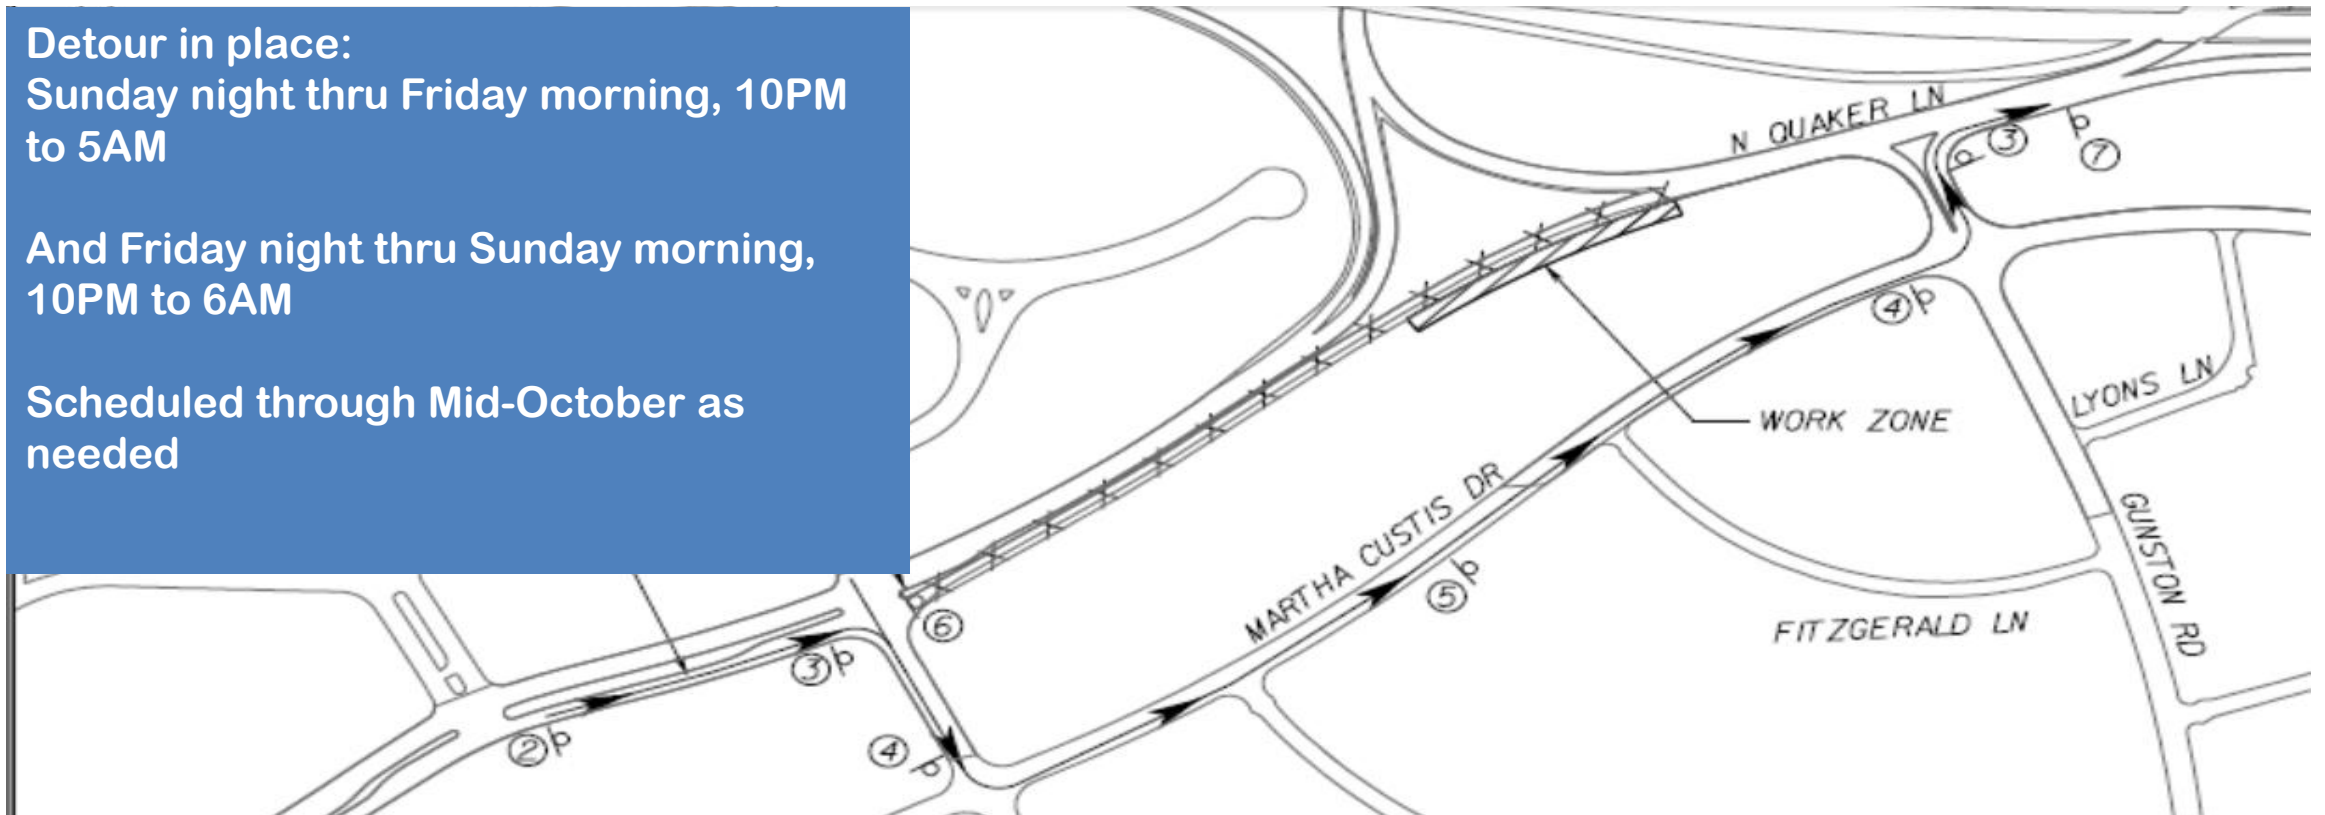 Detour in place:
Sunday night thru Friday morning, 10PM
to 5AM
And Friday night thru Sunday morning,
10PM to 6AM
Scheduled through Mid-October as
needed
N QUAKER LN
3
7
4
LYONS LN
WORK ZONE
GUNSTON RD
MARTHA CUSTIS DR
5
FITZGERALD LN
6
3
2
4